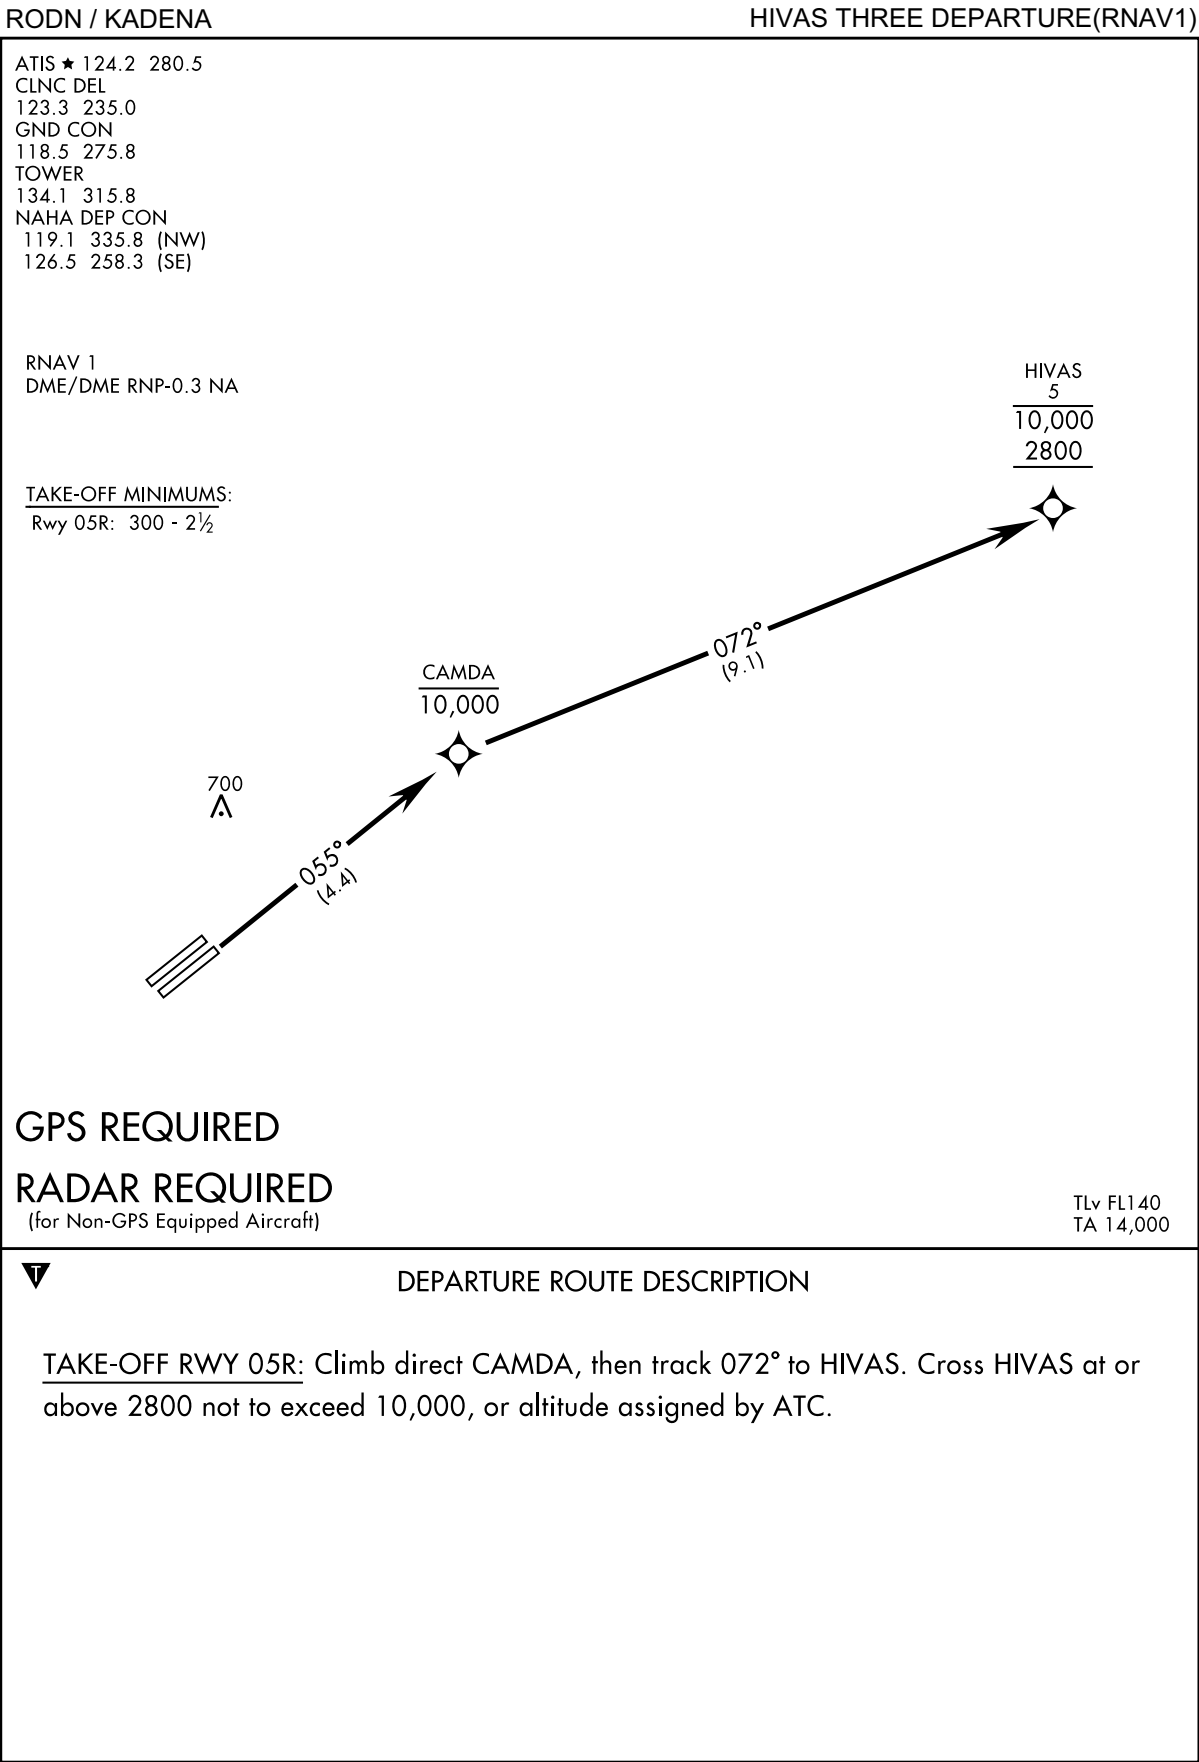 RODN / KADENA
HIVAS THREE DEPARTURE(RNAV1)
ATIS ★ 124.2 280.5
CLNC DEL
123.3 235.0
GND CON
118.5 275.8
TOWER
134.1 315.8
NAHA DEP CON
119.1 335.8 (NW)
126.5 258.3 (SE)
RNAV 1
DME/DME RNP-0.3 NA
HIVAS
5
10,000
2800
TAKE-OFF MINIMUMS:
Rwy 05R: 300 - 2½
072°
(9.1)
CAMDA
10,000
700
055°
(4.4)
GPS REQUIRED
RADAR REQUIRED
(for Non-GPS Equipped Aircraft)
TLv FL140
TA 14,000
T
DEPARTURE ROUTE DESCRIPTION
TAKE-OFF RWY 05R: Climb direct CAMDA, then track 072° to HIVAS. Cross HIVAS at or
above 2800 not to exceed 10,000, or altitude assigned by ATC.